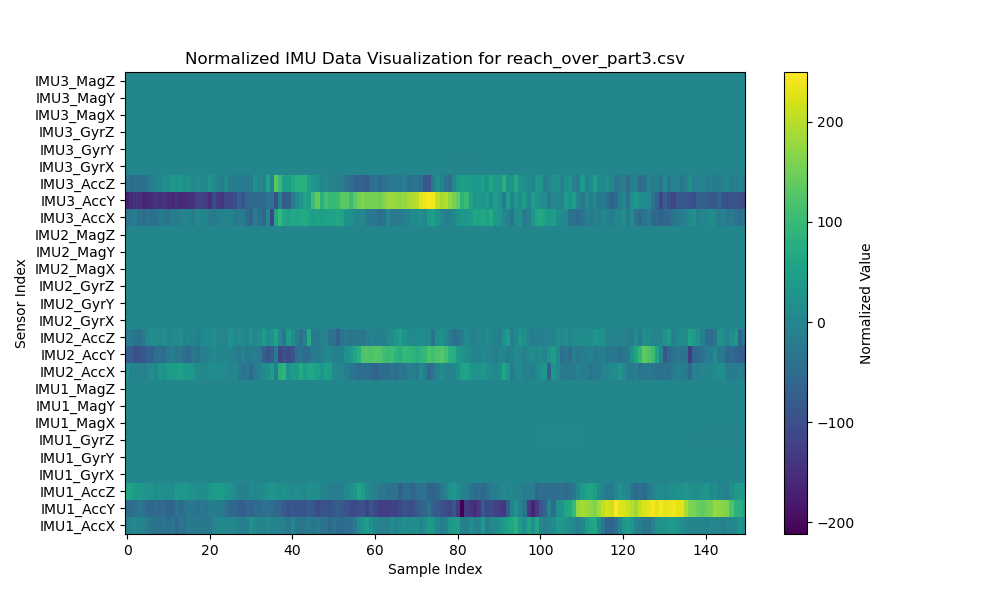 Normalized IMU Data Visualization for reach_over_part3.csv
IMU3_MagZ
IMU3_MagY
IMU3_MagX
IMU3_GyrZ
IMU3_GyrY
IMU3_GyrX
IMU3_AccZ
IMU3_AccY
IMU3_AccX
IMU2_MagZ
IMU2_MagY
IMU2_MagX
IMU2_GyrZ
IMU2_GyrY
IMU2_GyrX
IMU2_AccZ
IMU2_AccY
IMU2_AccX
IMU1_MagZ
IMU1_MagY
IMU1_MagX
IMU1_GyrZ
IMU1_GyrY
IMU1_GyrX
IMU1_AccZ
IMU1_AccY
IMU1_AccX
Sensor Index
0 20 40 60 80 100 120 140
Sample Index
200
100
0
−100
−200
Normalized Value